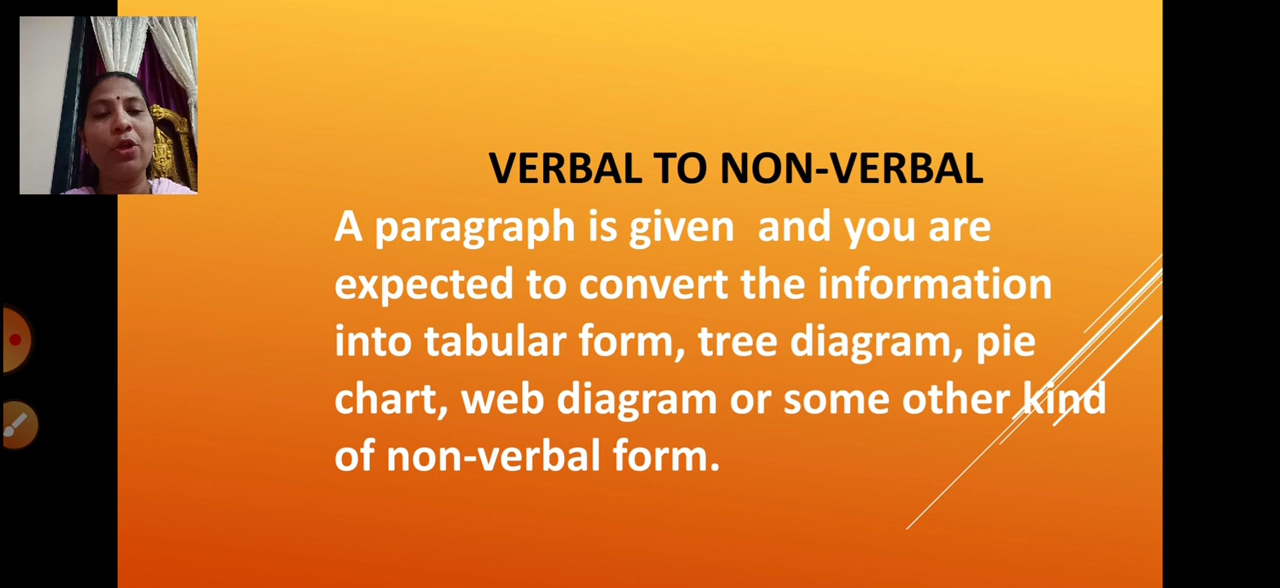 VERBAL TO NON-VERBAL
A paragraph is given  and you are
expected to convert the information
into tabular form, tree diagram, pie
chart, web diagram or some other kind
of non-verbal form.